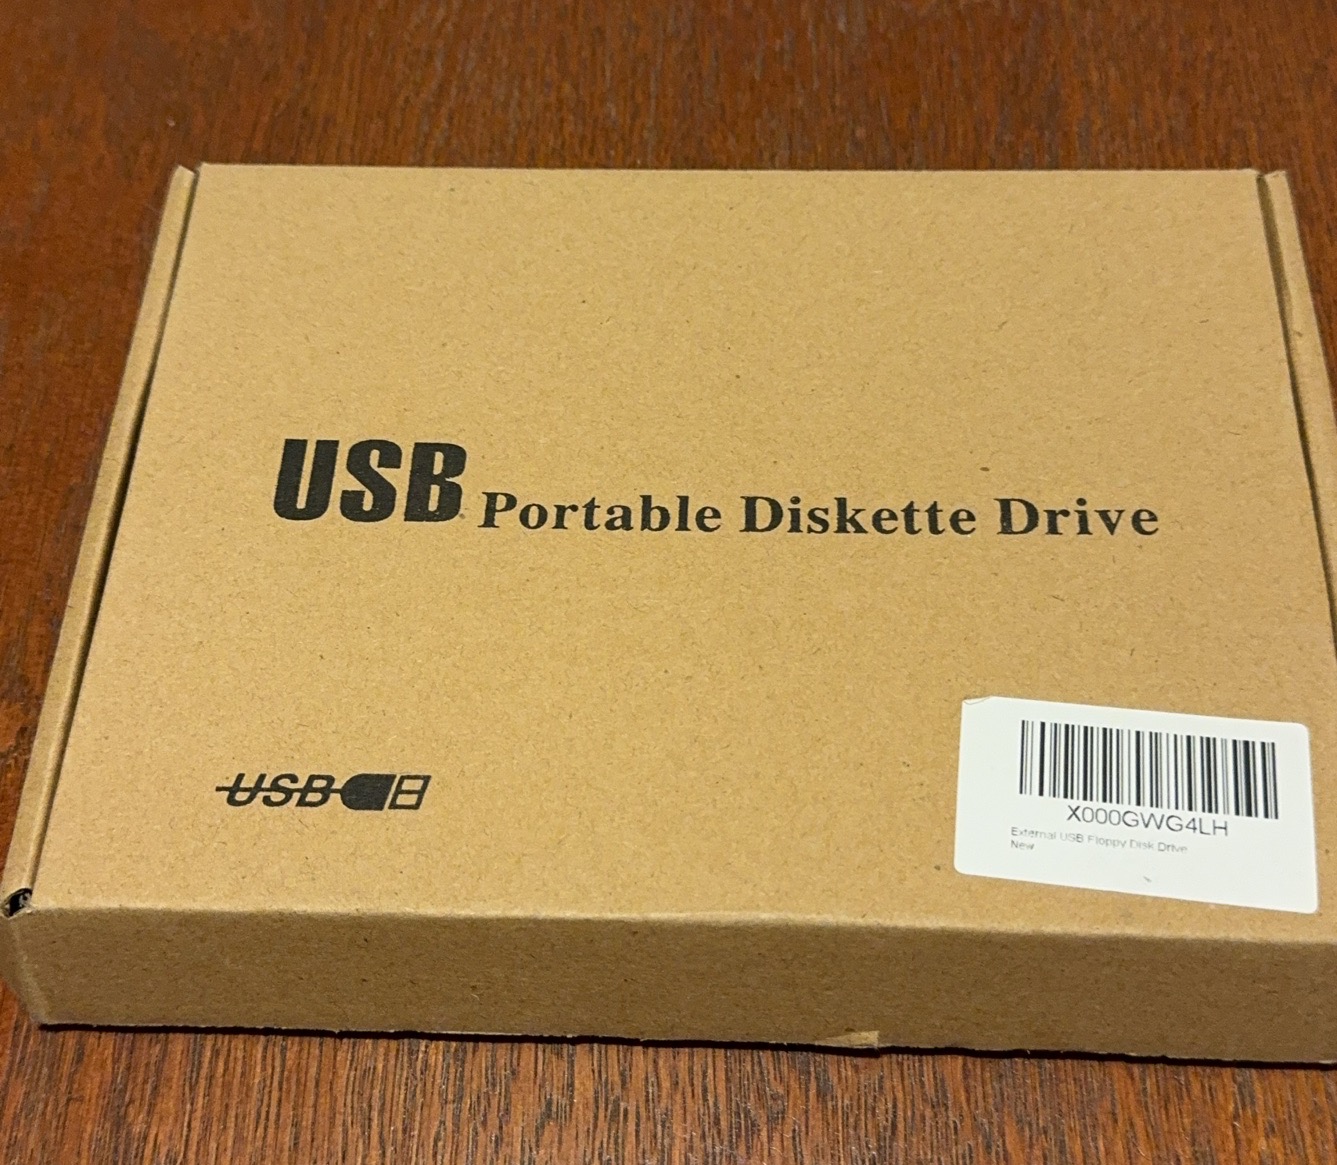 USB Portable Diskette Drive
USB
X000GWG4LH
External USB Floppy Disk Drive
New